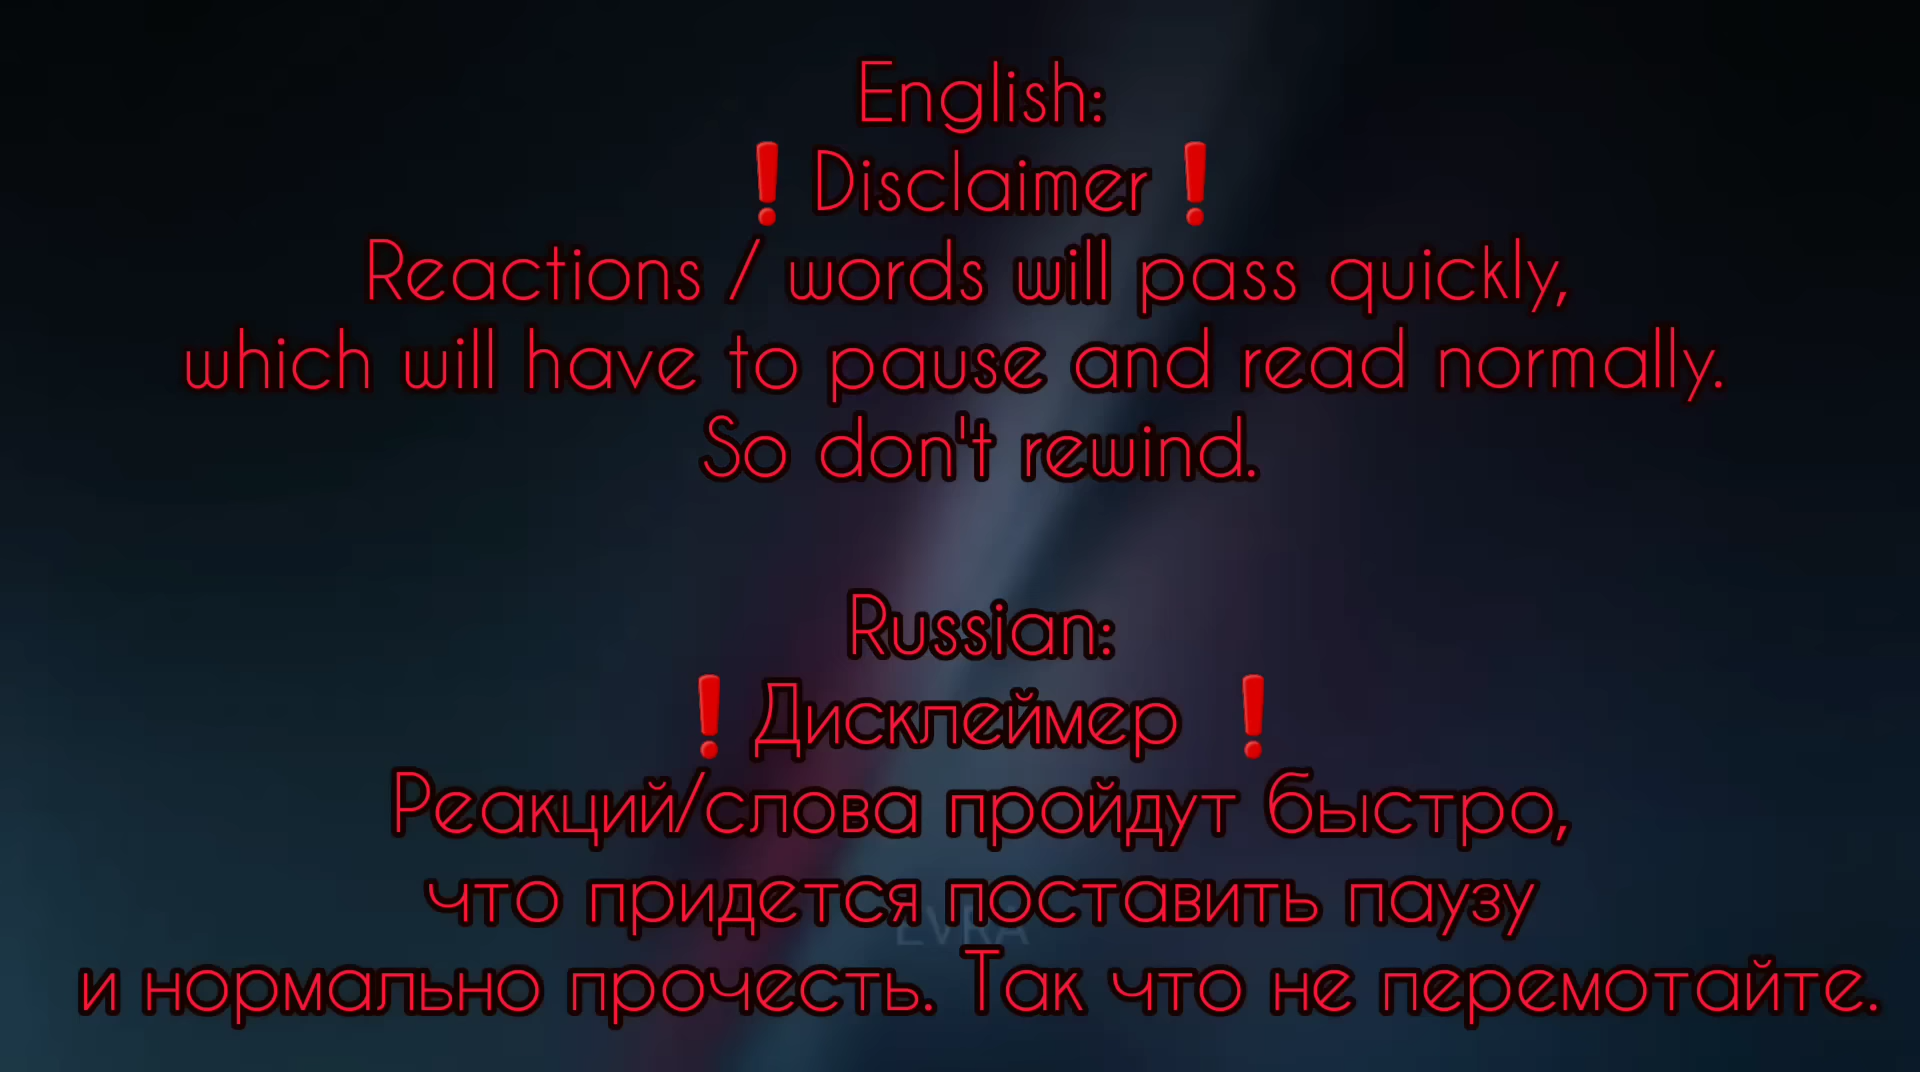 English:
❗Disclaimer❗
Reactions / words will pass quickly,
which will have to pause and read normally.
So don't rewind.
Russian:
❗Дисклеймер ❗
Реакций/слова пройдут быстро,
что придется поставить паузу
EVRA
и нормально прочесть. Так что не перемотайте.